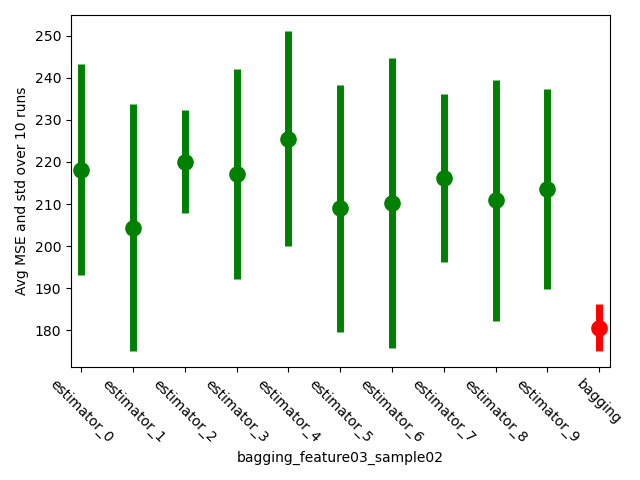 Avg MSE and std over 10 runs
250
240
230
220
210
200
190
180
estimator_0
estimator_1
estimator_2
estimator_3
estimator_4
estimator_5
estimator_6
estimator_7
estimator_8
estimator_9
bagging
bagging_feature03_sample02